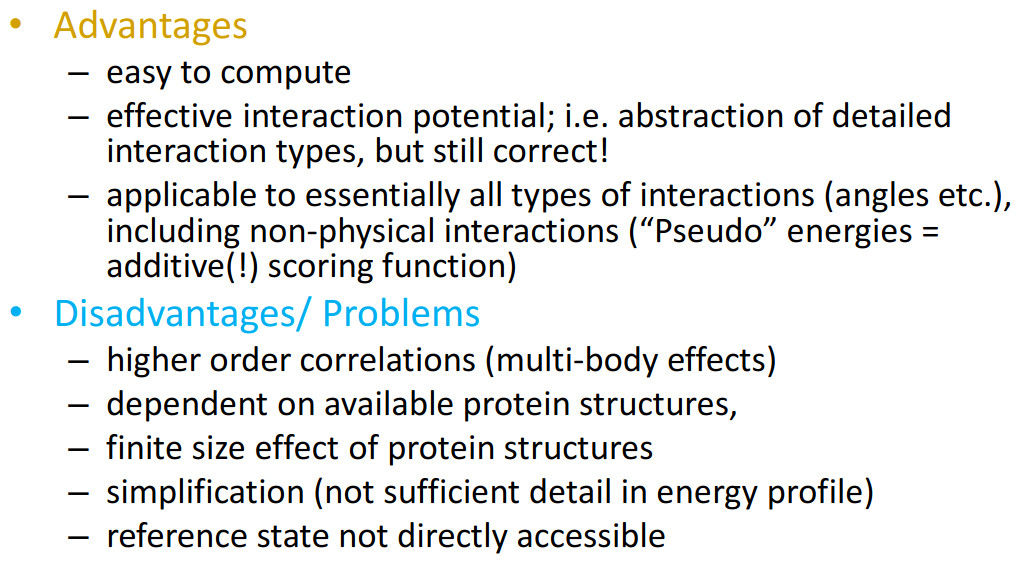 • Advantages
– easy to compute
– effective interaction potential; i.e. abstraction of detailed
interaction types, but still correct!
– applicable to essentially all types of interactions (angles etc.),
including non-physical interactions (“Pseudo” energies =
additive(!) scoring function)
• Disadvantages/ Problems
– higher order correlations (multi-body effects)
– dependent on available protein structures,
– finite size effect of protein structures
– simplification (not sufficient detail in energy profile)
– reference state not directly accessible